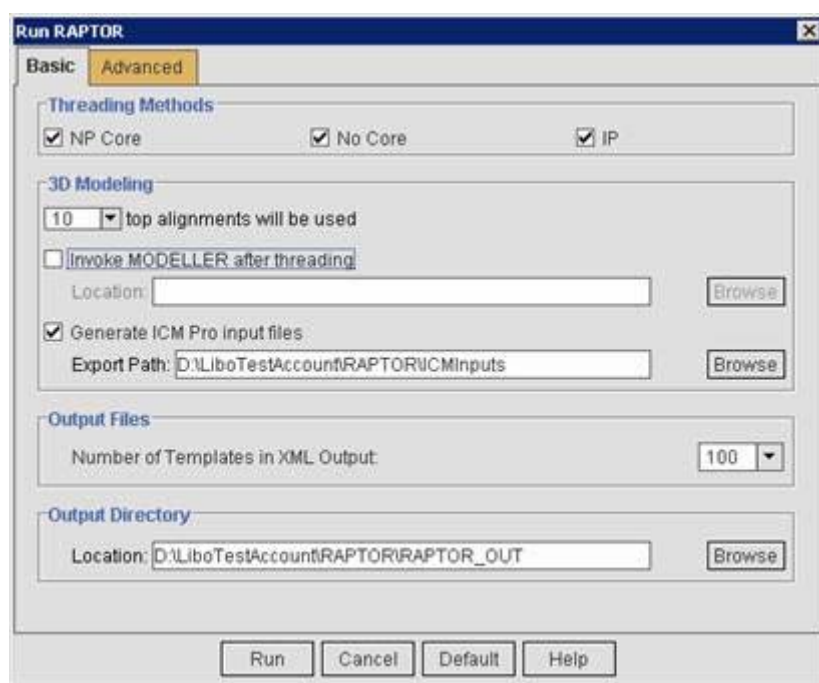 Run RAPTOR
Basic Advanced
Threading Methods
NP Core No Core IP
3D Modeling
10 top alignments will be used
Invoke MODELLER after threading
Location: Browse
Generate ICM Pro input files
Export Path: D:\LiboTestAccount\RAPTOR\ICMInputs Browse
Output Files
Number of Templates in XML Output: 100
Output Directory
Location: D:\LiboTestAccount\RAPTOR\RAPTOR_OUT Browse
Run Cancel Default Help